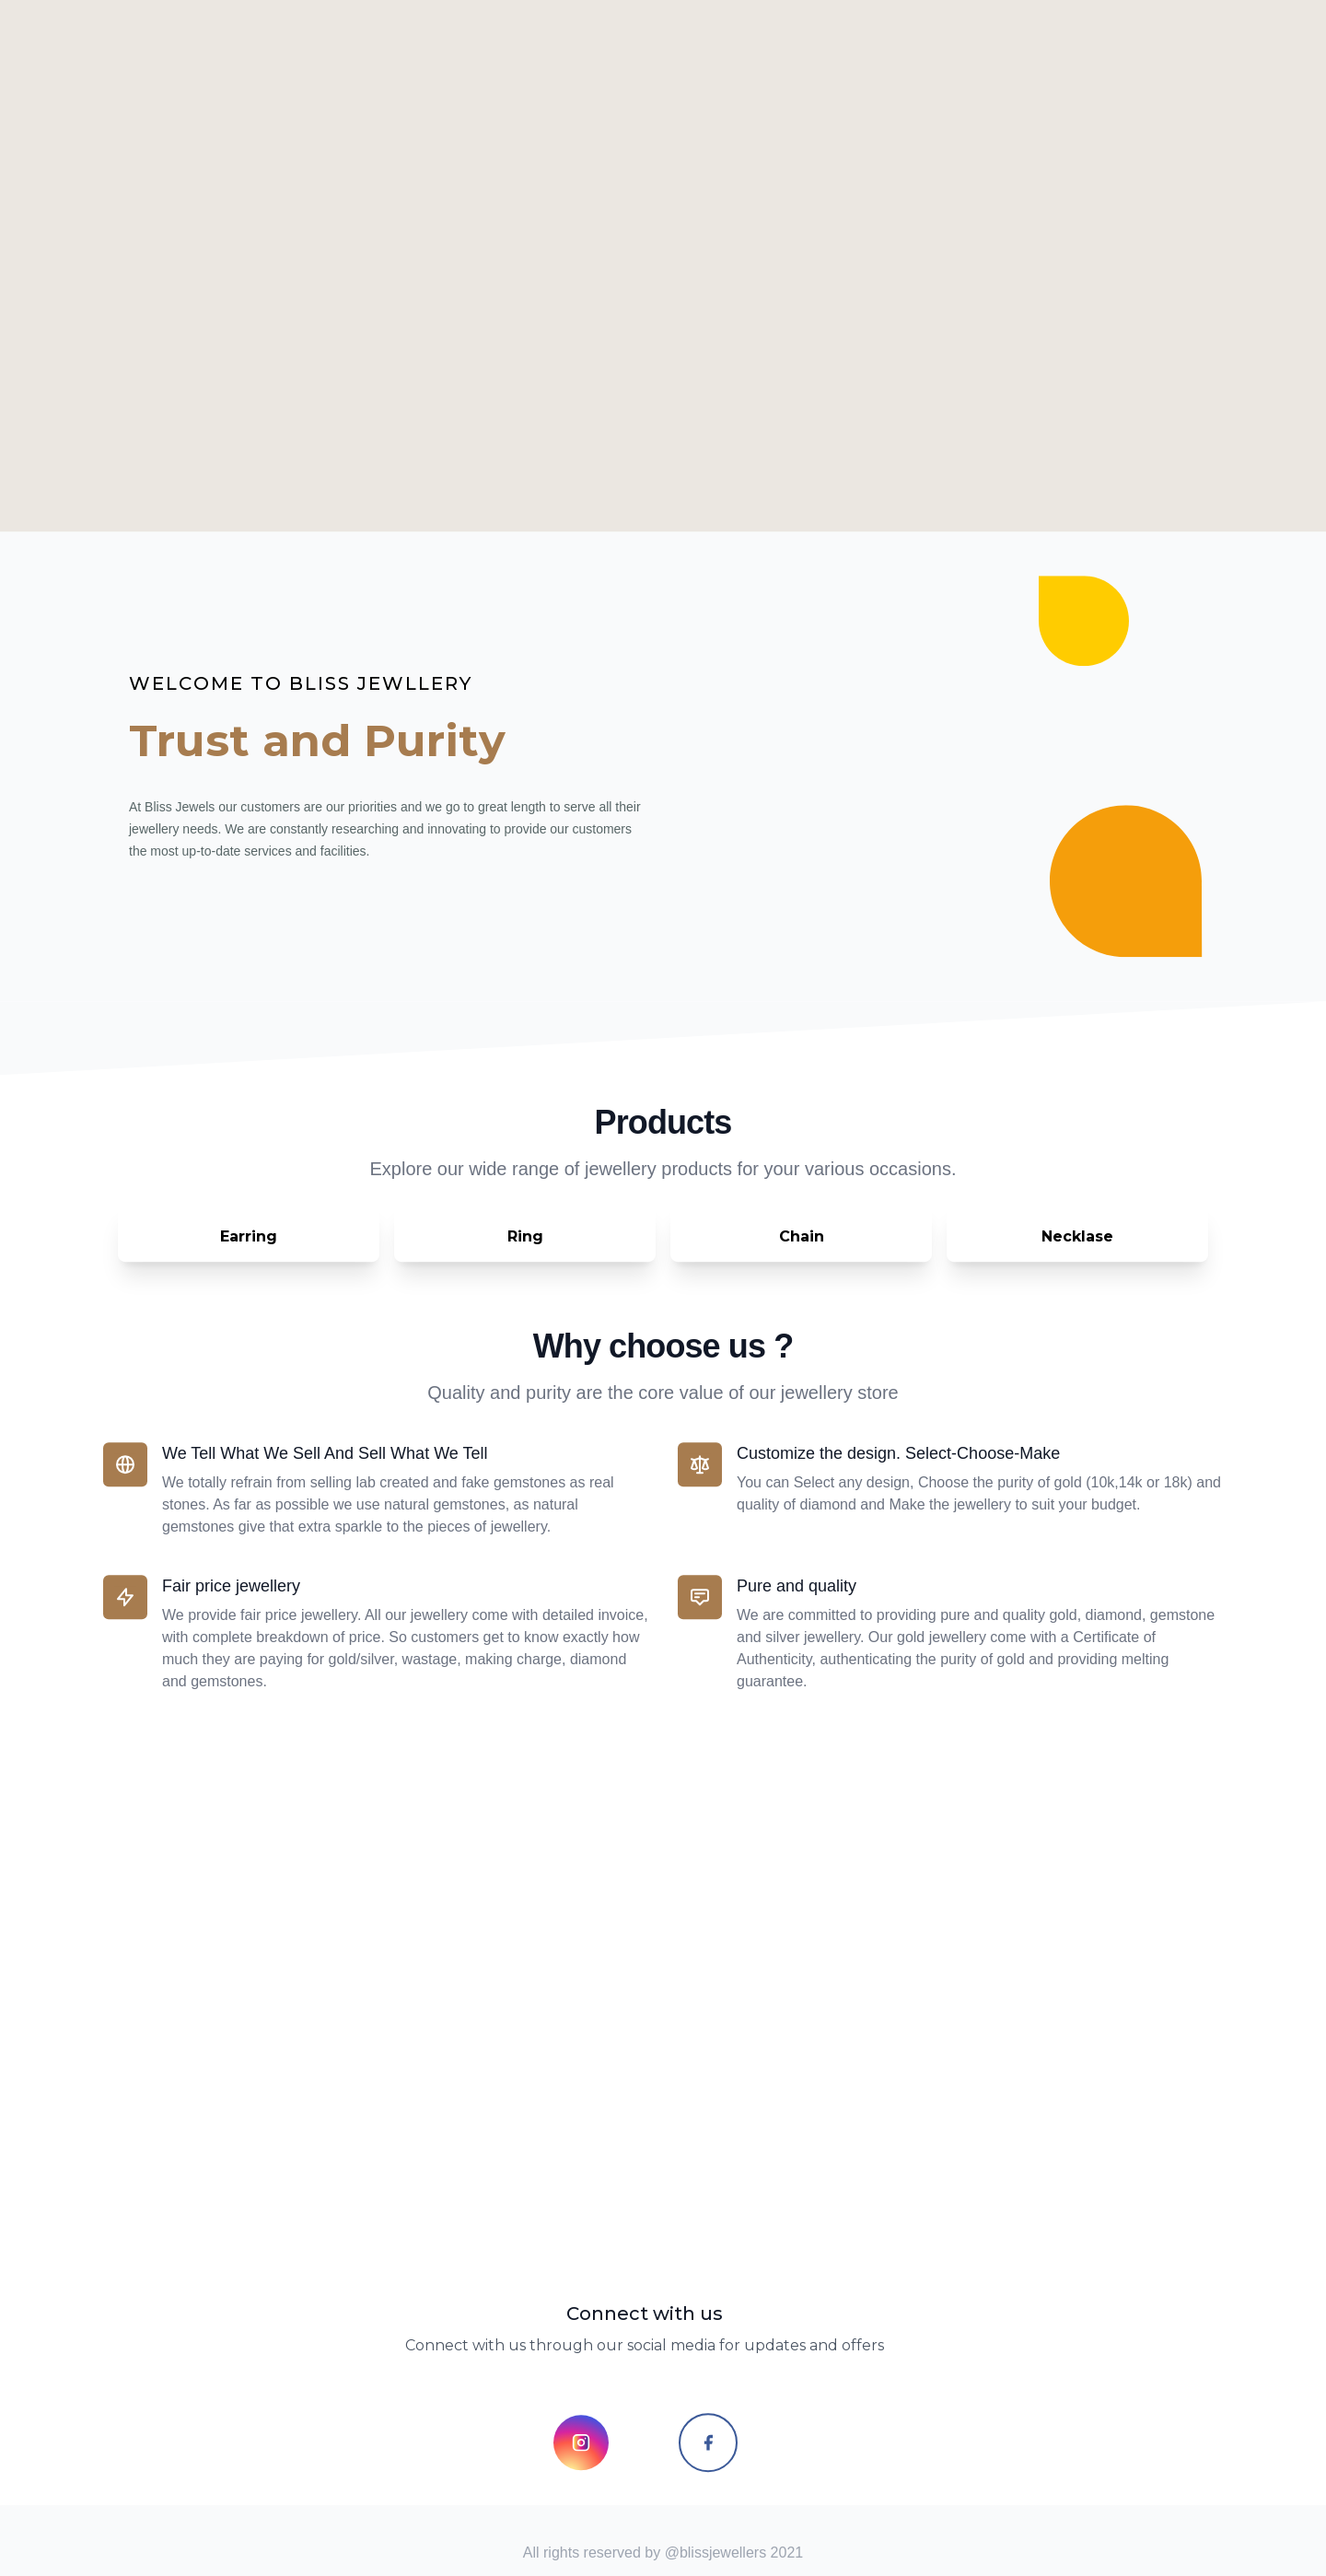 WELCOME TO BLISS JEWLLERY
Trust and Purity
At Bliss Jewels our customers are our priorities and we go to great length to serve all their
jewellery needs. We are constantly researching and innovating to provide our customers
the most up-to-date services and facilities.
Products
Explore our wide range of jewellery products for your various occasions.
Earring
Ring
Chain
Necklase
Why choose us ?
Quality and purity are the core value of our jewellery store
We Tell What We Sell And Sell What We Tell
We totally refrain from selling lab created and fake gemstones as real
stones. As far as possible we use natural gemstones, as natural
gemstones give that extra sparkle to the pieces of jewellery.
Customize the design. Select-Choose-Make
You can Select any design, Choose the purity of gold (10k,14k or 18k) and
quality of diamond and Make the jewellery to suit your budget.
Fair price jewellery
We provide fair price jewellery. All our jewellery come with detailed invoice,
with complete breakdown of price. So customers get to know exactly how
much they are paying for gold/silver, wastage, making charge, diamond
and gemstones.
Pure and quality
We are committed to providing pure and quality gold, diamond, gemstone
and silver jewellery. Our gold jewellery come with a Certificate of
Authenticity, authenticating the purity of gold and providing melting
guarantee.
Connect with us
Connect with us through our social media for updates and offers
All rights reserved by @blissjewellers 2021